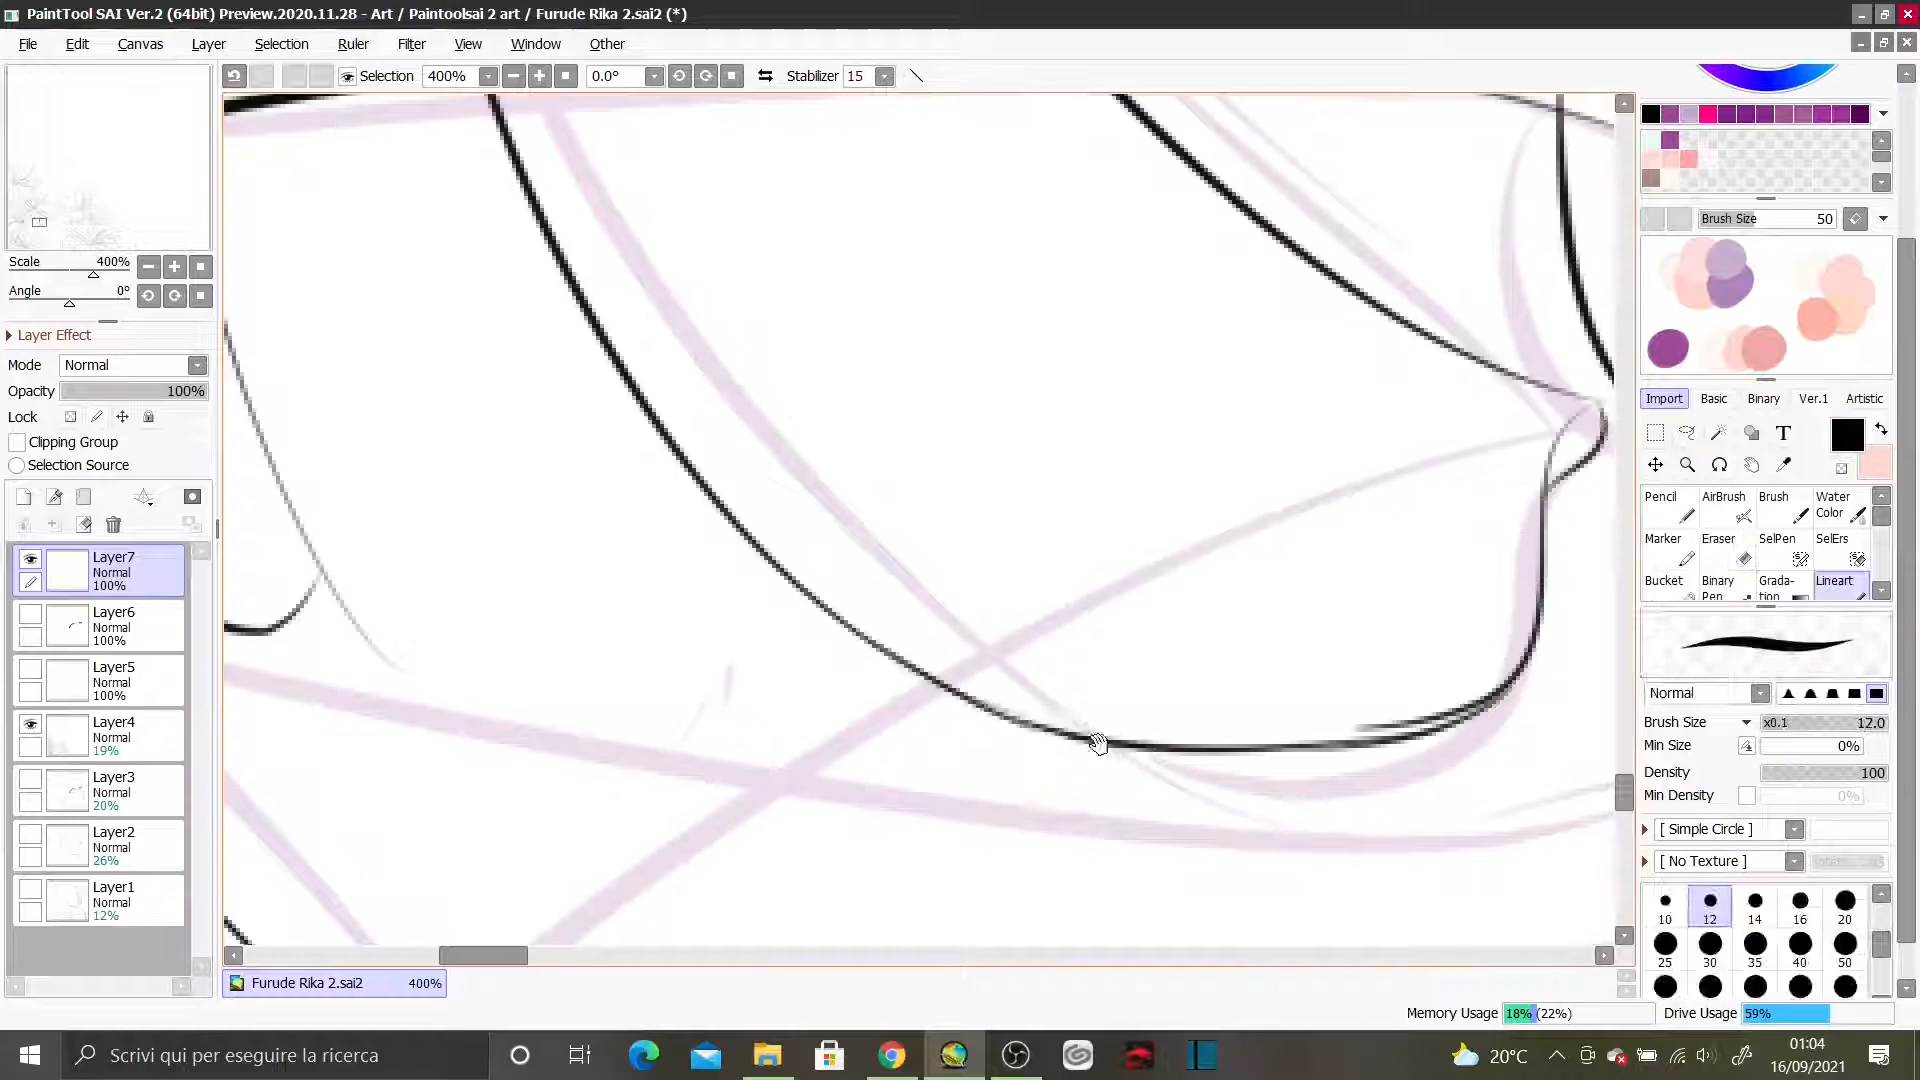 PaintTool SAI Ver.2 (64bit) Preview.2020.11.28 - Art / Paintoolsai 2 art / Furude Rika 2.sai2 (*)
File Edit Canvas Layer Selection Ruler Filter View Window Other
Selection 400% 0.0° Stabilizer 15
Scale 400%
Angle 0°
Layer Effect
Mode Normal
Opacity 100%
Lock
Clipping Group
Selection Source
Layer7
Normal
100%
Layer6
Normal
100%
Layer5
Normal
100%
Layer4
Normal
19%
Layer3
Normal
20%
Layer2
Normal
26%
Layer1
Normal
12%
Brush Size 50
Import Basic Binary Ver.1 Artistic
T
Pencil AirBrush Brush Water Color
Marker Eraser SelPen SelErs
Bucket Binary Pen Grada-tion Lineart
Normal
Brush Size x0.1 12.0
Min Size 0%
Density 100
Min Density 0%
[ Simple Circle ]
[ No Texture ]
10 12 14 16 20
25 30 35 40 50
Furude Rika 2.sai2 400%
Memory Usage 18% (22%) Drive Usage 59%
Scrivi qui per eseguire la ricerca
20°C
01:04
16/09/2021